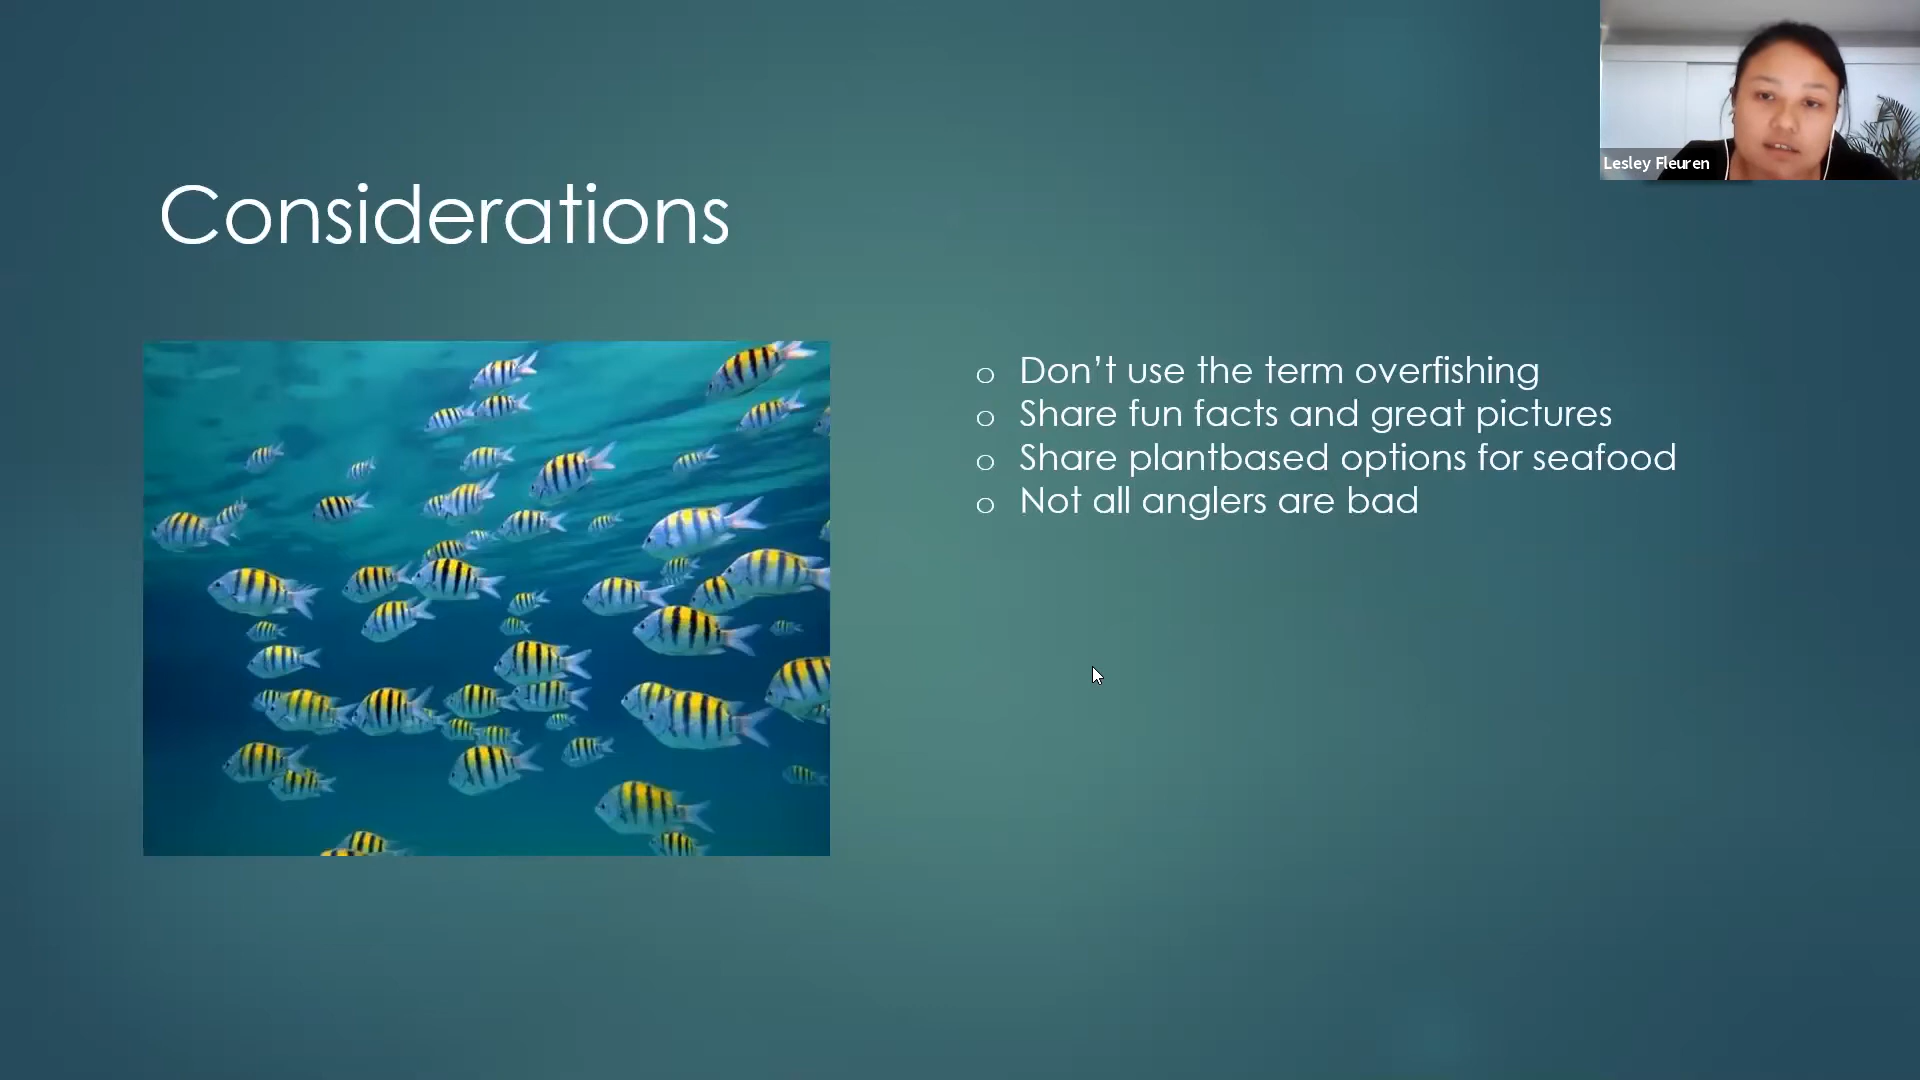 Lesley Fleuren
Considerations
o Don’t use the term overfishing
o Share fun facts and great pictures
o Share plantbased options for seafood
o Not all anglers are bad